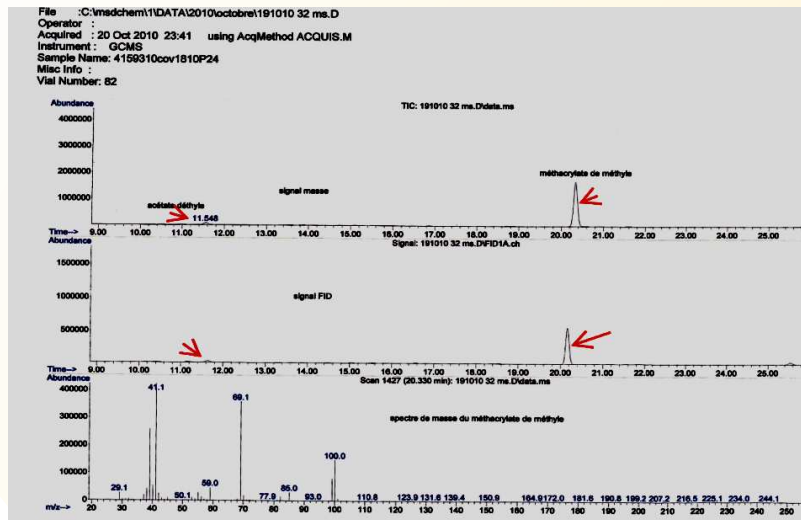 File :C:\msdchem\1\DATA\2010\octobre\191010 32 ms.D
Operator :
Acquired : 20 Oct 2010 23:41 using AcqMethod ACQUIS.M
Instrument : GCMS
Sample Name: 4159310cov1810P24
Misc Info :
Vial Number: 82
Abundance
TIC: 191010 32 ms.D\data.ms
4000000
3000000
2000000
1000000
méthacrylate de méthyle
signal masse
acétate déthyle
11.548
Time-->
9.00 10.00 11.00 12.00 13.00 14.00 15.00 16.00 17.00 18.00 19.00 20.00 21.00 22.00 23.00 24.00 25.00
Abundance
Signal: 191010 32 ms.D\FID1A.ch
1500000
1000000
500000
signal FID
Time-->
9.00 10.00 11.00 12.00 13.00 14.00 15.00 16.00 17.00 18.00 19.00 20.00 21.00 22.00 23.00 24.00 25.00
Abundance
Scan 1427 (20.330 min): 191010 32 ms.D\data.ms
400000
300000
200000
100000
0
41.1
69.1
spectre de masse du méthacrylate de méthyle
100.0
29.1 50.1 59.0 77.9 85.0 93.0 110.8 123.9 131.6 139.4 150.9 164.9 172.0 181.6 190.8 199.2 207.2 216.5 225.1 234.0 244.1
m/z-->
20 30 40 50 60 70 80 90 100 110 120 130 140 150 160 170 180 190 200 210 220 230 240 250